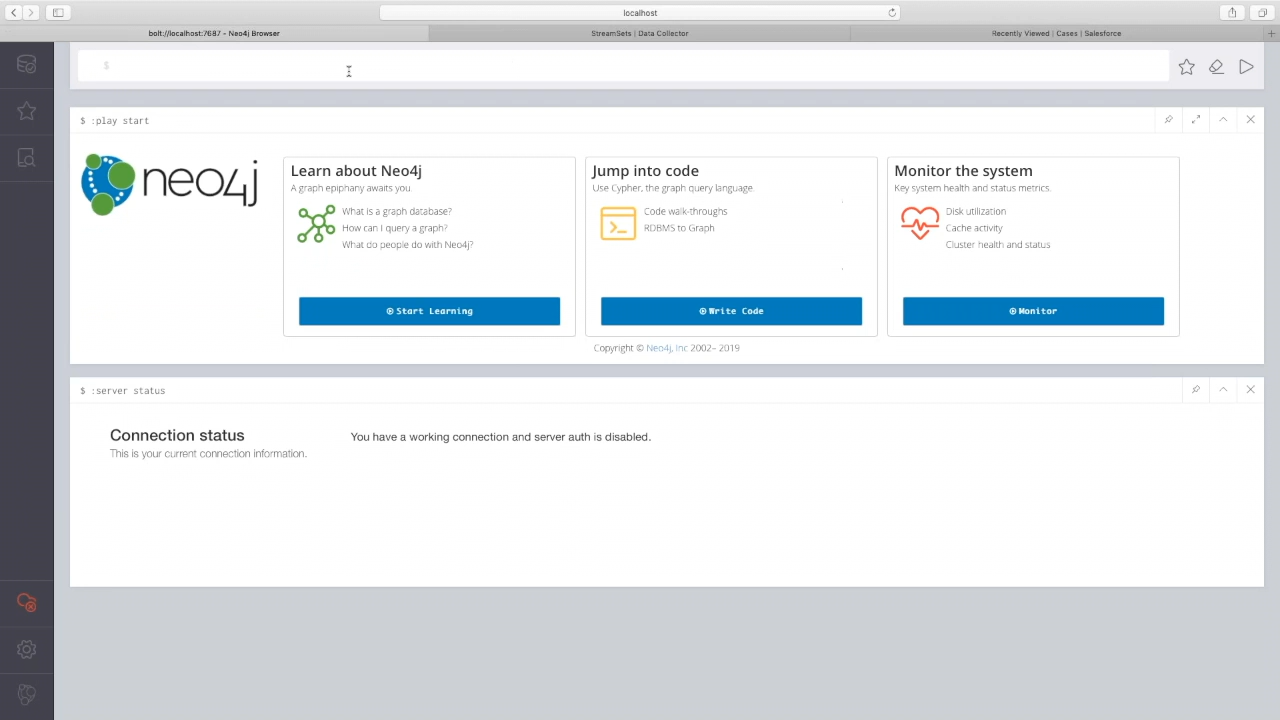 localhost
bolt://localhost:7687 - Neo4j Browser
StreamSets | Data Collector
Recently Viewed | Cases | Salesforce
$
$ :play start
neo4j
Learn about Neo4j
A graph epiphany awaits you.
What is a graph database?
How can I query a graph?
What do people do with Neo4j?
Start Learning
Jump into code
Use Cypher, the graph query language.
Code walk-throughs
RDBMS to Graph
Write Code
Monitor the system
Key system health and status metrics.
Disk utilization
Cache activity
Cluster health and status
Monitor
Copyright © Neo4j, Inc 2002– 2019
$ :server status
Connection status
This is your current connection information.
You have a working connection and server auth is disabled.